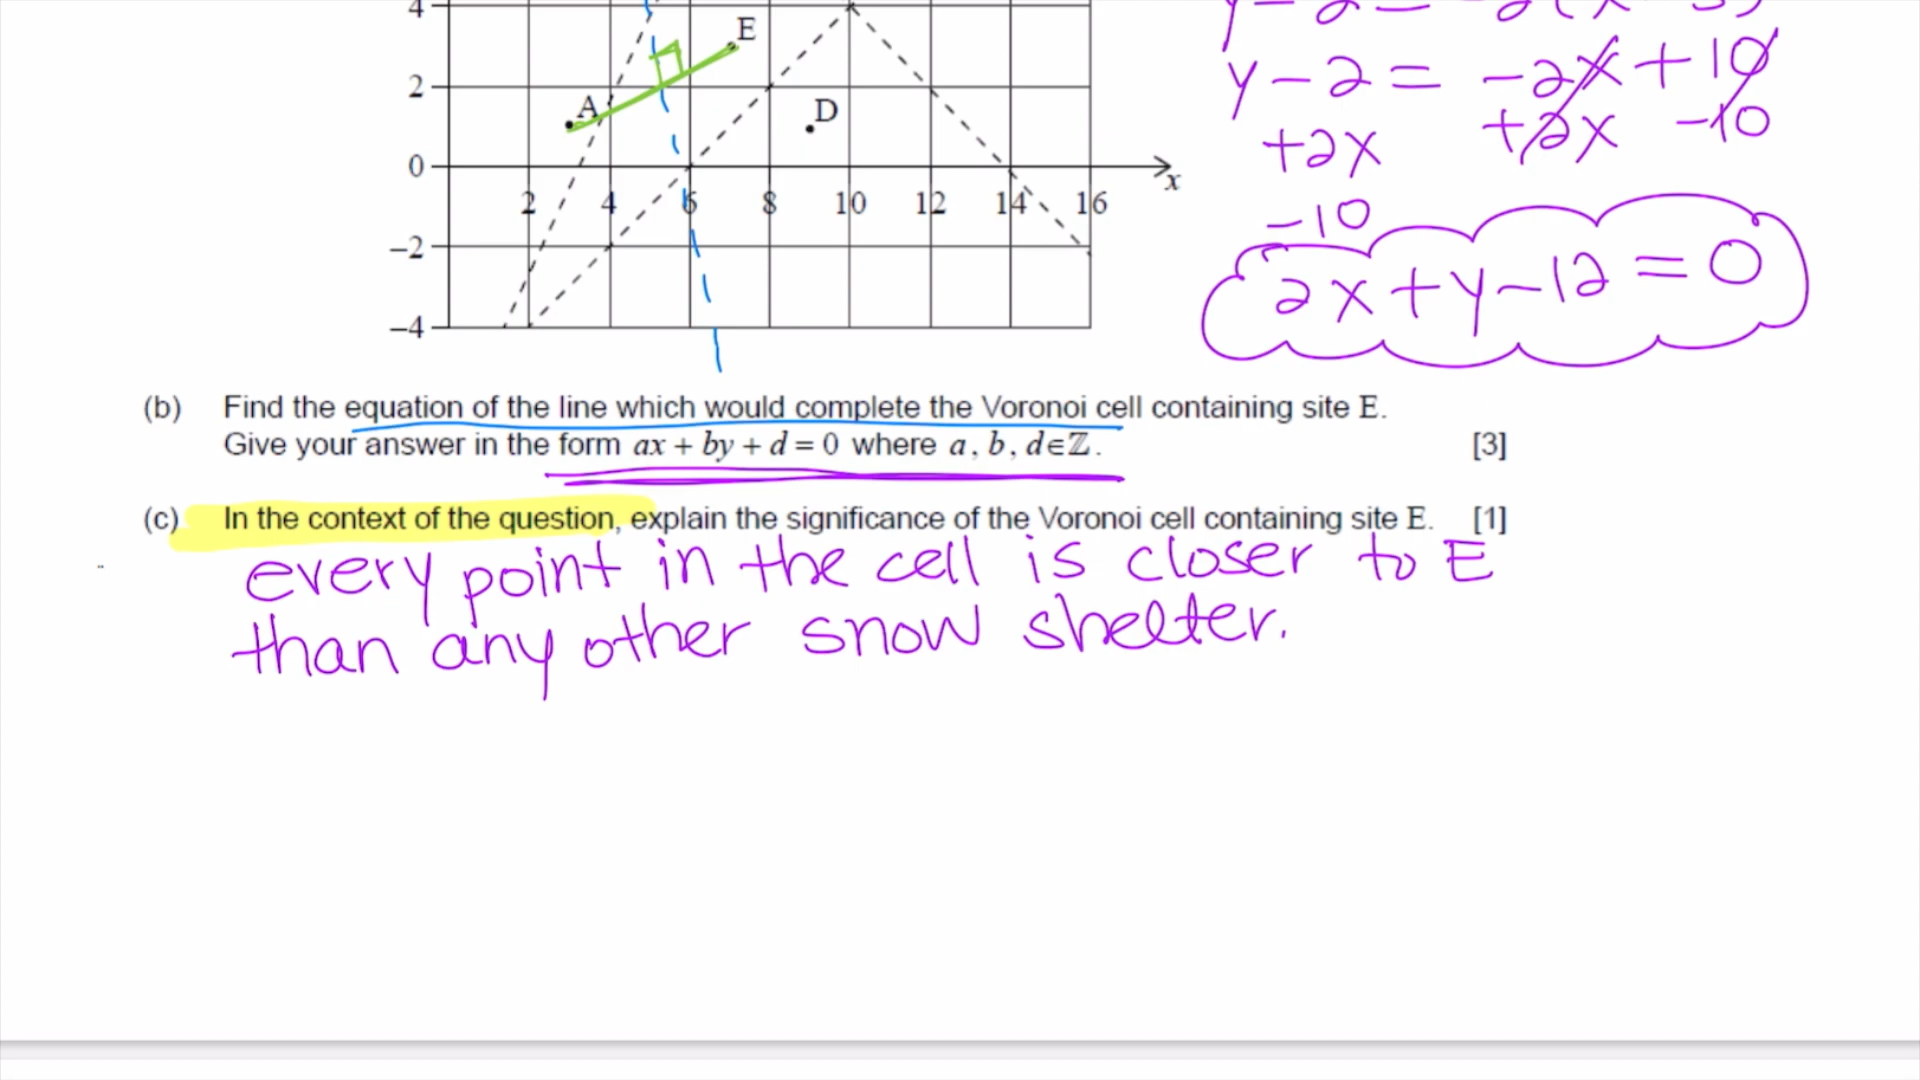 4
y – 2 = –2(x
E
y – 2 = –2x + 10
2
A
D
+2x – 10
+2x
0
x
2 4 6 8 10 12 14 16
–10
–2
2x + y – 12 = 0
–4
(b) Find the equation of the line which would complete the Voronoi cell containing site E.
Give your answer in the form ax + by + d = 0 where a, b, d∈ℤ. [3]
(c) In the context of the question, explain the significance of the Voronoi cell containing site E. [1]
every point in the cell is closer to E
than any other snow shelter.